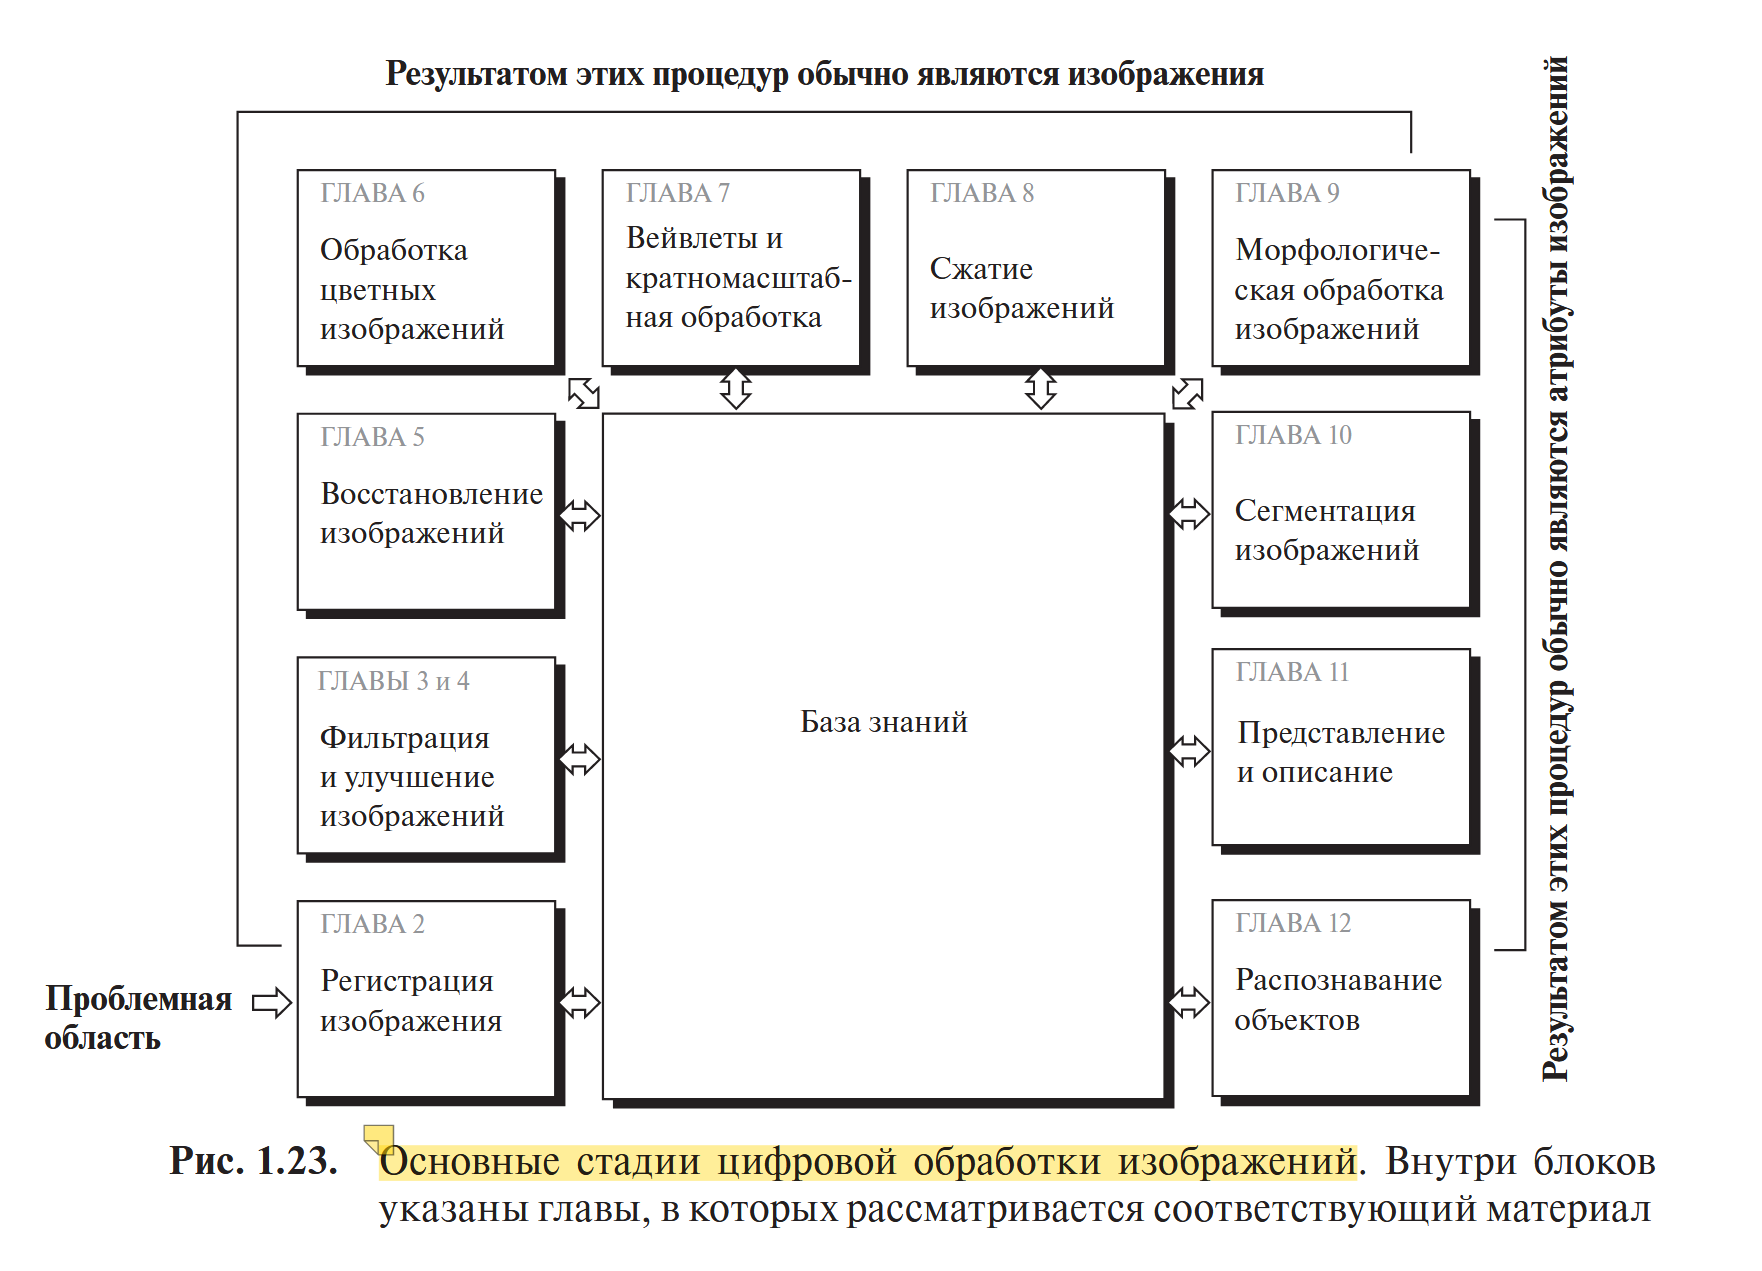 Результатом этих процедур обычно являются изображения
ГЛАВА 6
Обработка
цветных
изображений
ГЛАВА 7
Вейвлеты и
кратномасштаб-
ная обработка
ГЛАВА 8
Сжатие
изображений
ГЛАВА 9
Морфологиче-
ская обработка
изображений
Результатом этих процедур обычно являются атрибуты изображений
ГЛАВА 5
Восстановление
изображений
ГЛАВА 10
Сегментация
изображений
ГЛАВЫ 3 и 4
Фильтрация
и улучшение
изображений
База знаний
ГЛАВА 11
Представление
и описание
ГЛАВА 2
Регистрация
изображения
ГЛАВА 12
Распознавание
объектов
Проблемная
область
Рис. 1.23. Основные стадии цифровой обработки изображений. Внутри блоков
указаны главы, в которых рассматривается соответствующий материал